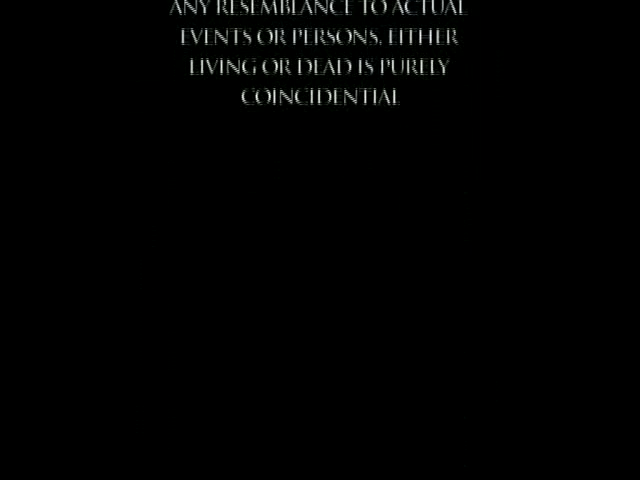 ANY RESEMBLANCE TO ACTUAL
EVENTS OR PERSONS, EITHER
LIVING OR DEAD IS PURELY
COINCIDENTIAL